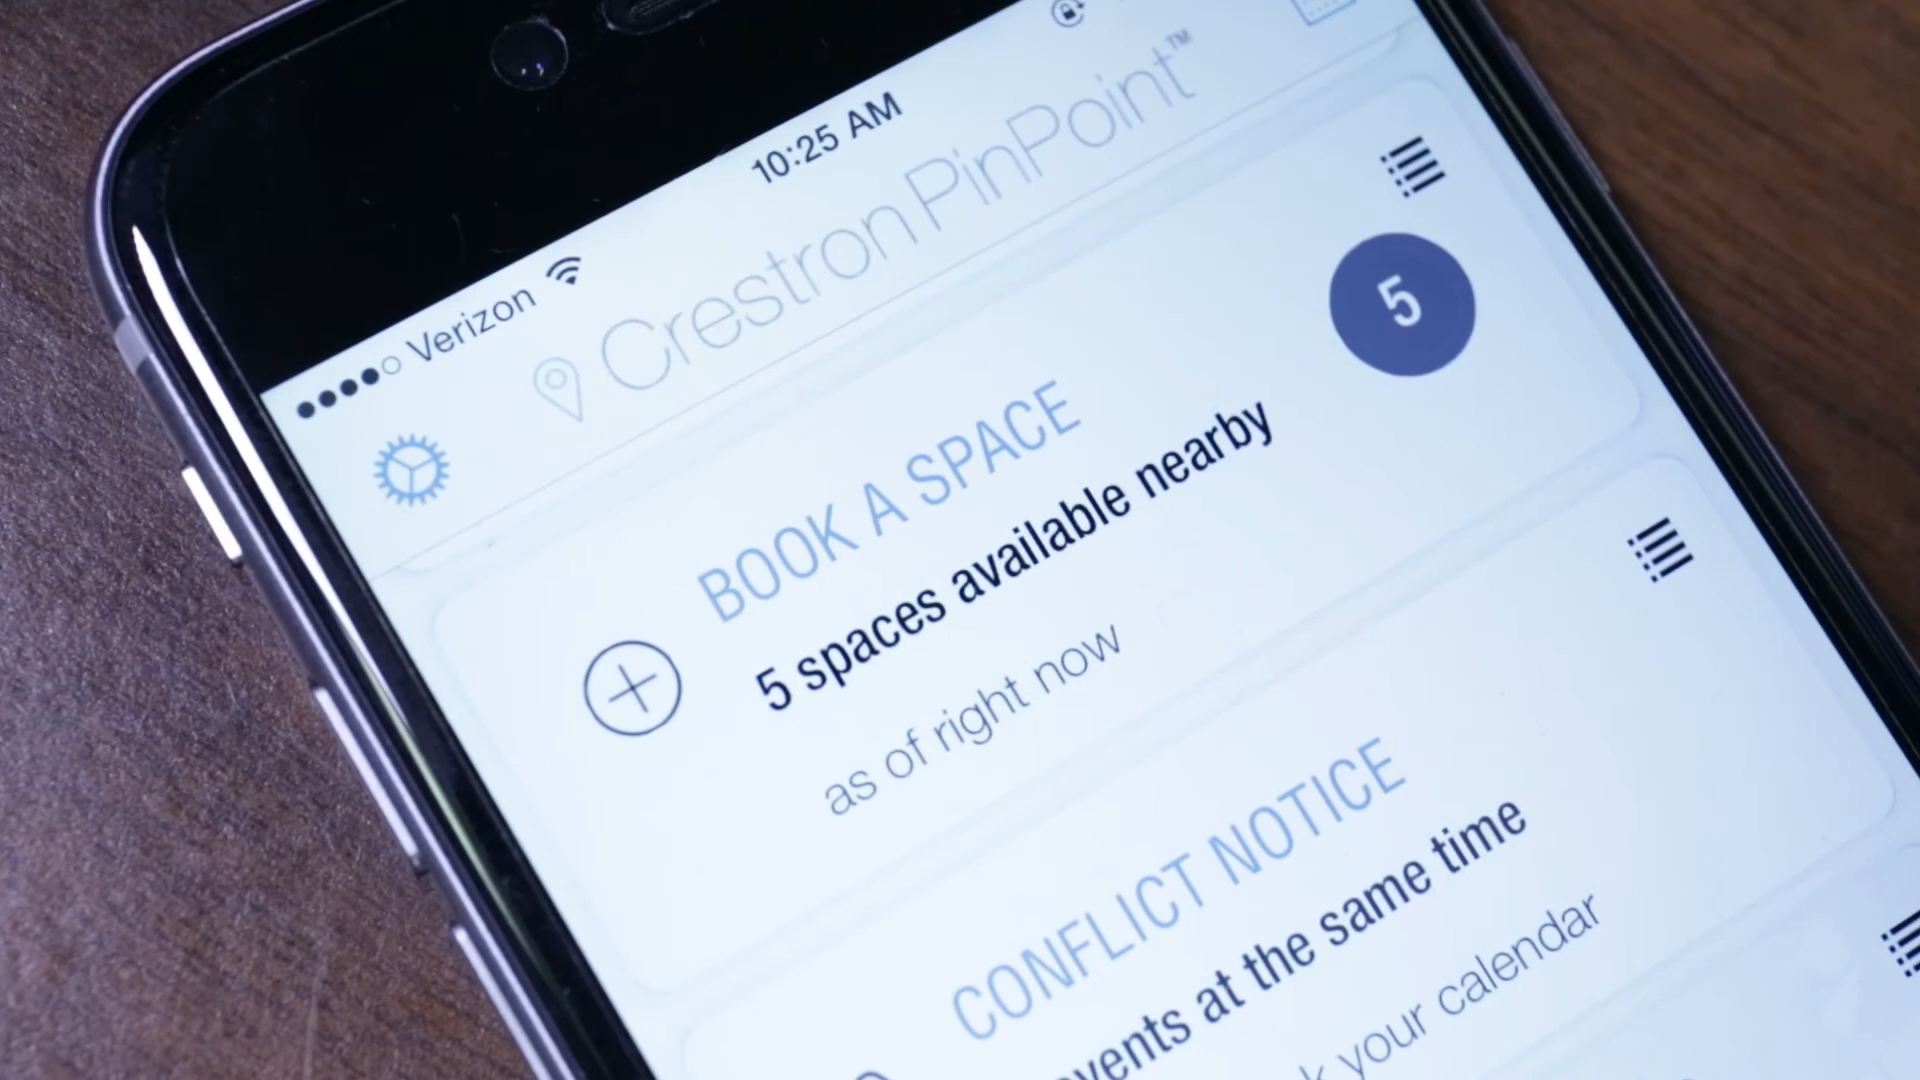 Verizon 10:25 AM
Crestron PinPoint™
BOOK A SPACE
5 spaces available nearby
5
as of right now
CONFLICT NOTICE
at the same time
your calendar